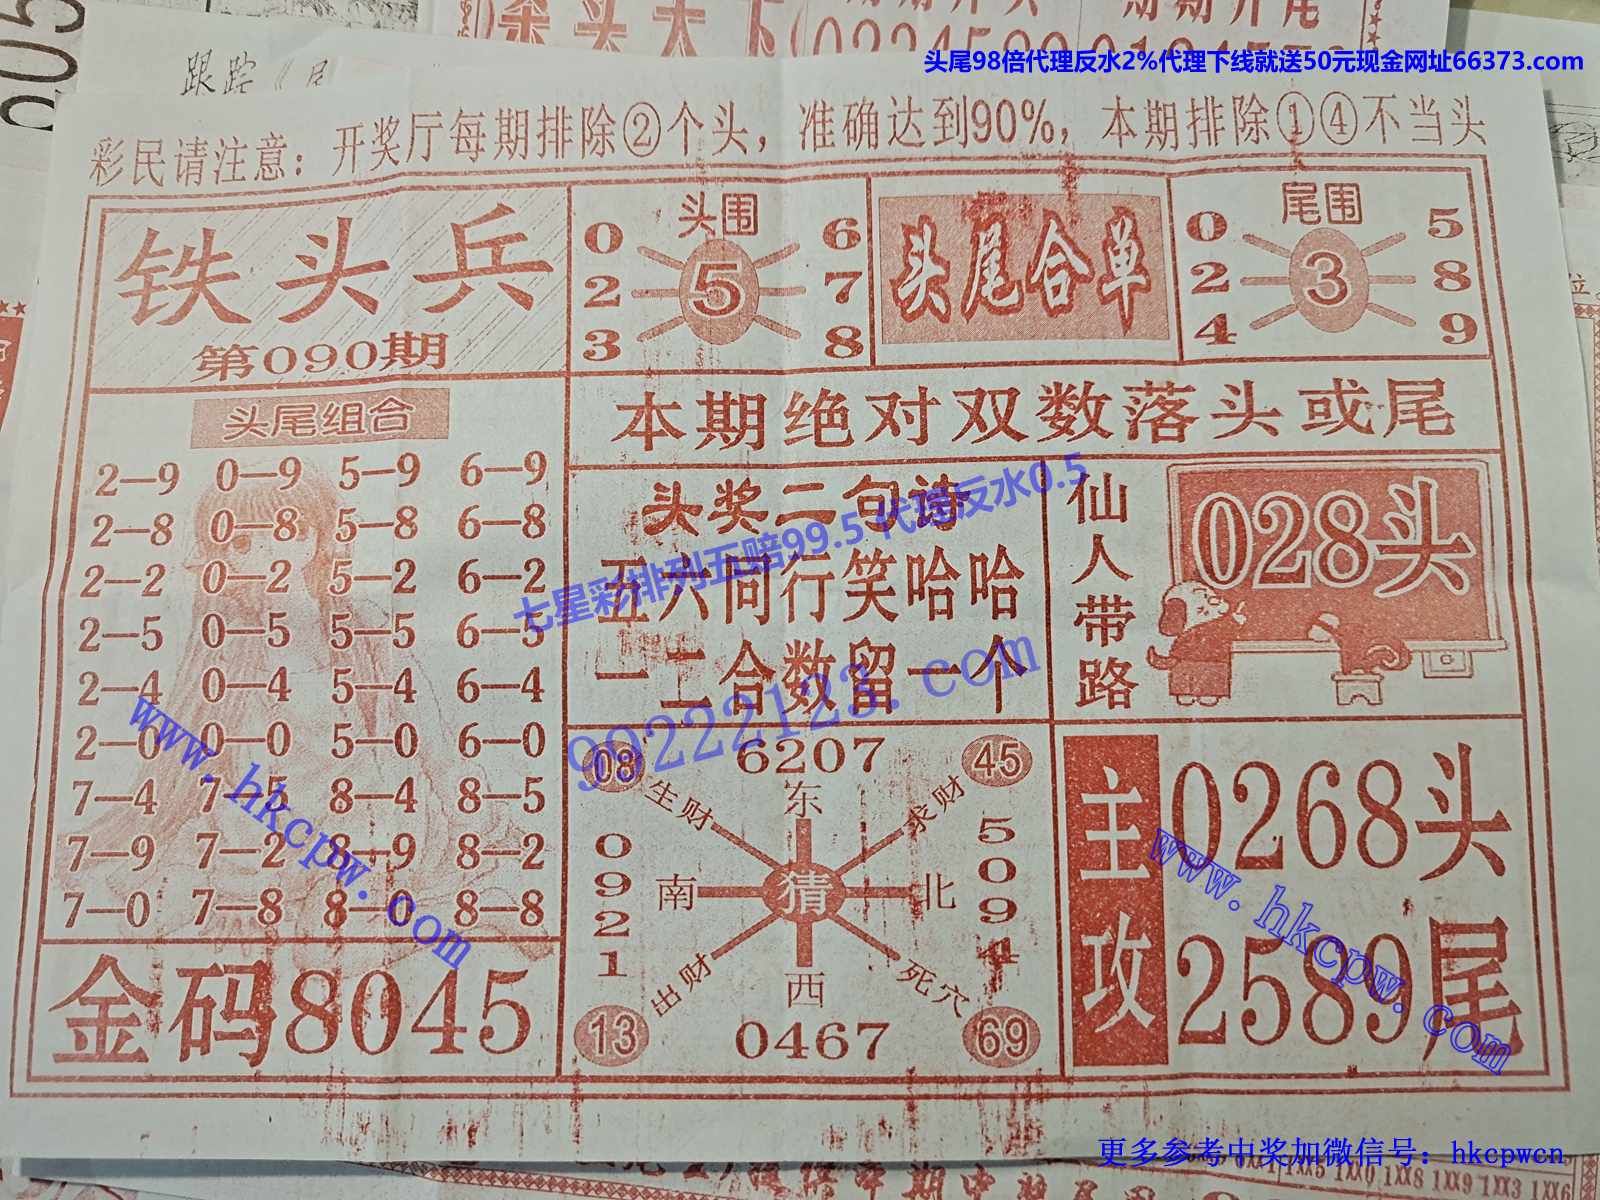 杀头天下
0224580
头尾98倍代理反水2%代理下线就送50元现金网址66373.com
跟踪
彩民请注意：开奖厅每期排除②个头，准确达到90%，本期排除①④不当头
铁头兵
第090期
头围
0 6
2 5 7
3 8
头尾合单
尾围
0 5
2 3 8
4 9
本期绝对双数落头或尾
头尾组合
2—9 0—9 5—9 6—9
2—8 0—8 5—8 6—8
2—2 0—2 5—2 6—2
2—5 0—5 5—5 6—5
2—4 0—4 5—4 6—4
2—0 0—0 5—0 6—0
7—4 7—5 8—4 8—5
7—9 7—2 8—9 8—2
7—0 7—8 8—0 8—8
金码8045
头奖二句诗
五六同行笑哈哈
一二合数留一个
七星彩排列五赔99.5 代理反水0.5
99222123.com
仙人带路
028头
08 6207 45
生财 东 求财
0921 南 猜 北 5094
出财 西 死穴
13 0467 69
主攻
0268头
2589尾
www.hkcpw.com
www.hkcpw.com
更多参考中奖加微信号：hkcpwcn